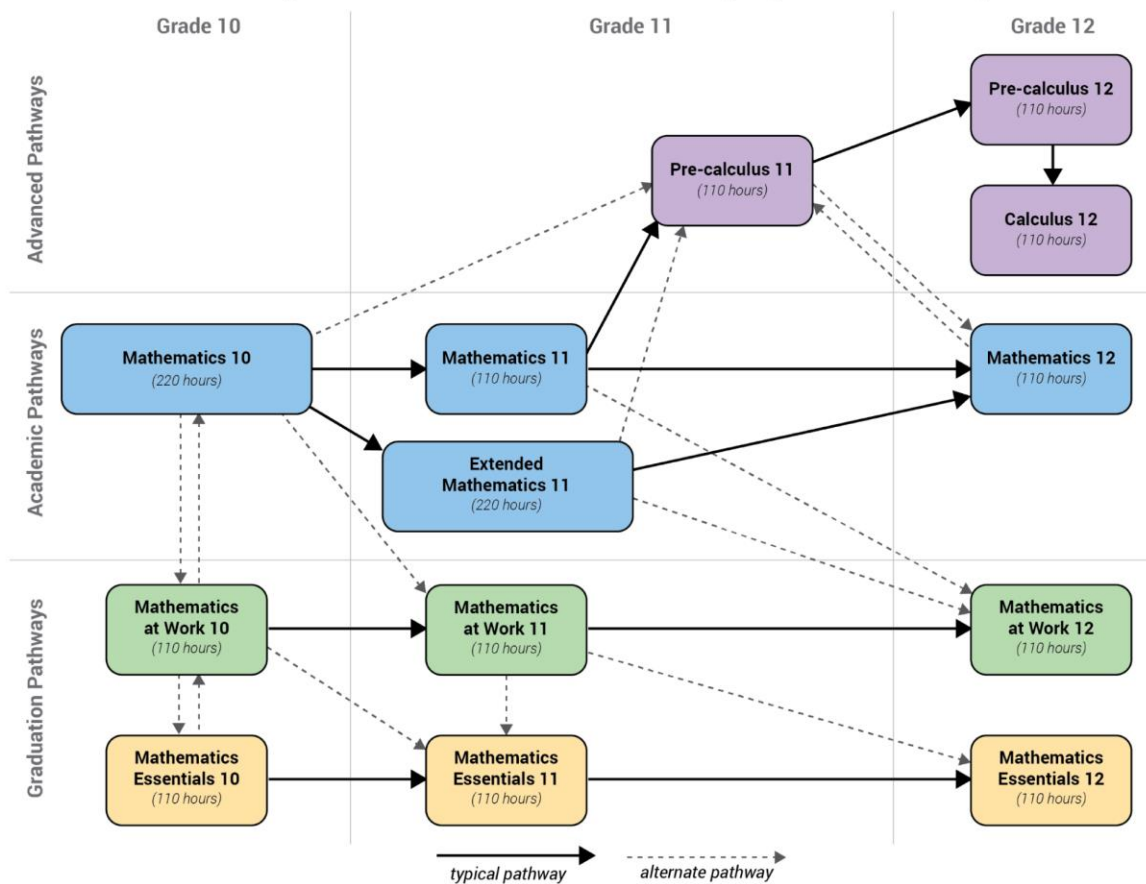 Grade 10
Grade 11
Grade 12
Advanced Pathways
Pre-calculus 12
(110 hours)
Pre-calculus 11
(110 hours)
Calculus 12
(110 hours)
Academic Pathways
Mathematics 10
(220 hours)
Mathematics 11
(110 hours)
Mathematics 12
(110 hours)
Extended
Mathematics 11
(220 hours)
Graduation Pathways
Mathematics
at Work 10
(110 hours)
Mathematics
at Work 11
(110 hours)
Mathematics
at Work 12
(110 hours)
Mathematics
Essentials 10
(110 hours)
Mathematics
Essentials 11
(110 hours)
Mathematics
Essentials 12
(110 hours)
typical pathway
alternate pathway